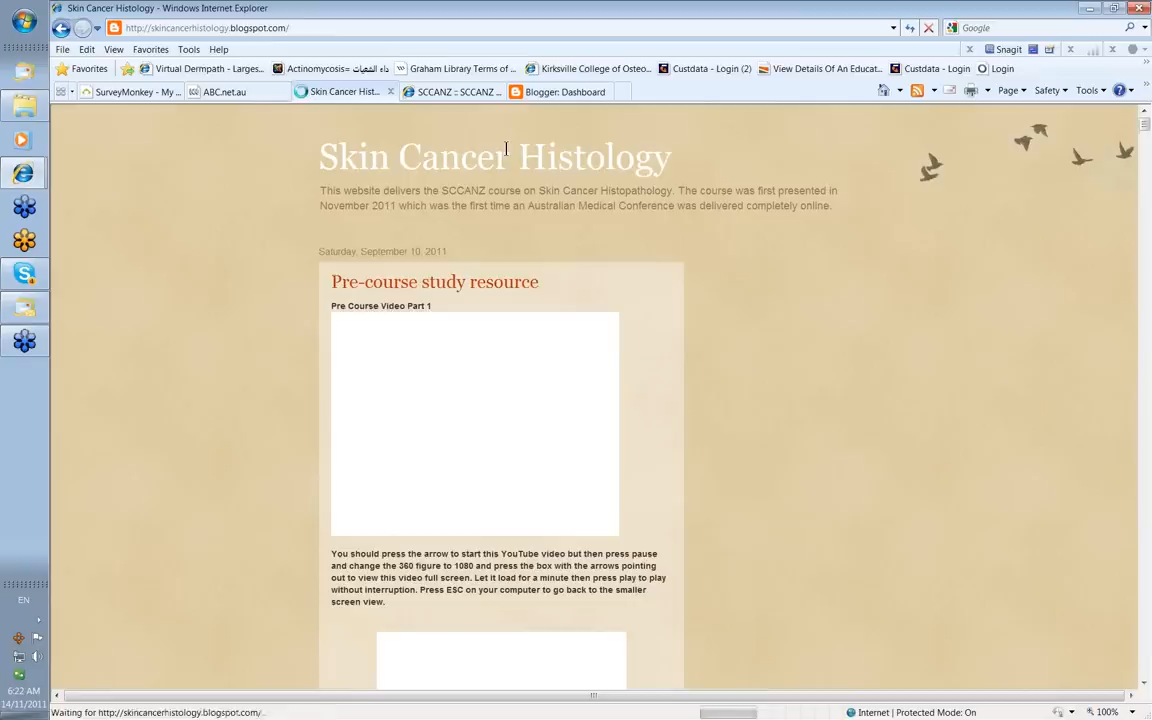 Skin Cancer Histology - Windows Internet Explorer
http://skincancerhistology.blogspot.com/
Google
File Edit View Favorites Tools Help
Snagit
Favorites Virtual Dermpath - Larges... Actinomycosis= داء الشعيات Graham Library Terms of ... Kirksville College of Osteo... Custdata - Login (2) View Details Of An Educat... Custdata - Login Login
SurveyMonkey - My ... ABC.net.au Skin Cancer Hist... SCCANZ :: SCCANZ ... Blogger: Dashboard
Page Safety Tools
Skin Cancer Histology
This website delivers the SCCANZ course on Skin Cancer Histopathology. The course was first presented in
November 2011 which was the first time an Australian Medical Conference was delivered completely online.
Saturday, September 10, 2011
Pre-course study resource
Pre Course Video Part 1
You should press the arrow to start this YouTube video but then press pause
and change the 360 figure to 1080 and press the box with the arrows pointing
out to view this video full screen. Let it load for a minute then press play to play
without interruption. Press ESC on your computer to go back to the smaller
screen view.
EN
6:22 AM
14/11/2011
Waiting for http://skincancerhistology.blogspot.com/...
Internet | Protected Mode: On
100%